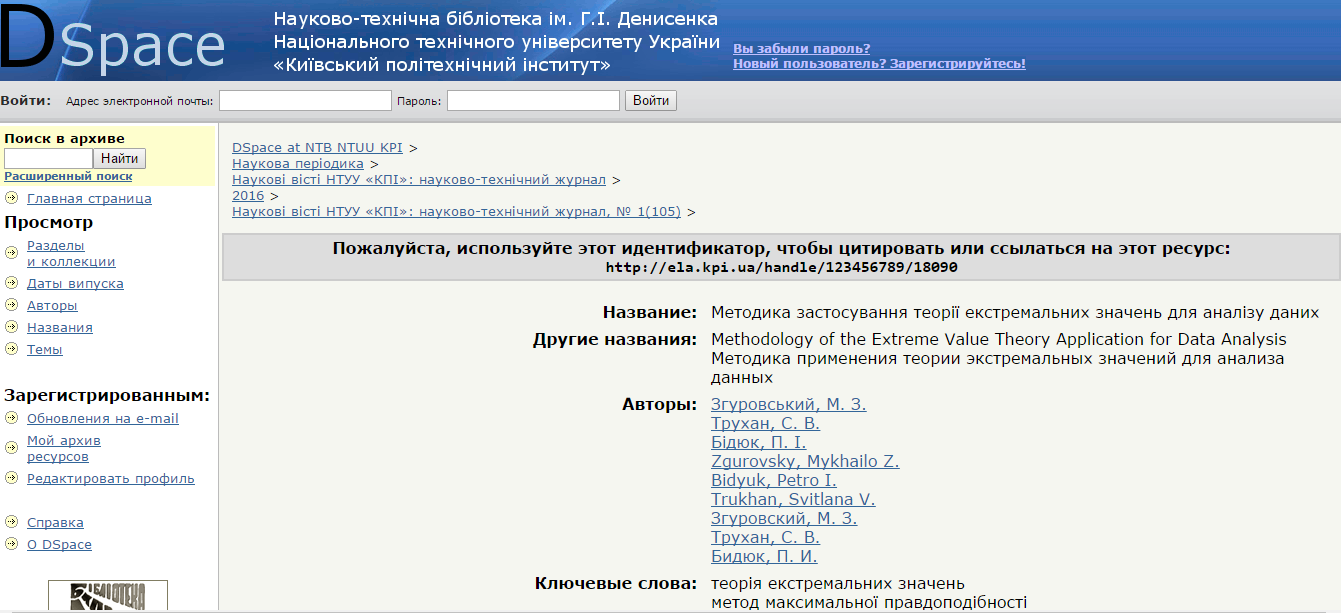 DSpace
Науково-технічна бібліотека ім. Г.І. Денисенка
Національного технічного університету України
«Київський політехнічний інститут»
Вы забыли пароль?
Новый пользователь? Зарегистрируйтесь!
Войти: Адрес электронной почты: Пароль: Войти
Поиск в архиве
Найти
Расширенный поиск
Главная страница
Просмотр
Разделы
и коллекции
Даты випуска
Авторы
Названия
Темы
Зарегистрированным:
Обновления на e-mail
Мой архив
ресурсов
Редактировать профиль
Справка
О DSpace
БІБЛІОТЕКА
DSpace at NTB NTUU KPI >
Наукова періодика >
Наукові вісті НТУУ «КПІ»: науково-технічний журнал >
2016 >
Наукові вісті НТУУ «КПІ»: науково-технічний журнал, № 1(105) >
Пожалуйста, используйте этот идентификатор, чтобы цитировать или ссылаться на этот ресурс:
http://ela.kpi.ua/handle/123456789/18090
Название: Методика застосування теорії екстремальних значень для аналізу даних
Другие названия: Methodology of the Extreme Value Theory Application for Data Analysis
Методика применения теории экстремальных значений для анализа
данных
Авторы: Згуровський, М. З.
Трухан, С. В.
Бідюк, П. І.
Zgurovsky, Mykhailo Z.
Bidyuk, Petro I.
Trukhan, Svitlana V.
Згуровский, М. З.
Трухан, С. В.
Бидюк, П. И.
Ключевые слова: теорія екстремальних значень
метод максимальної правдоподібності